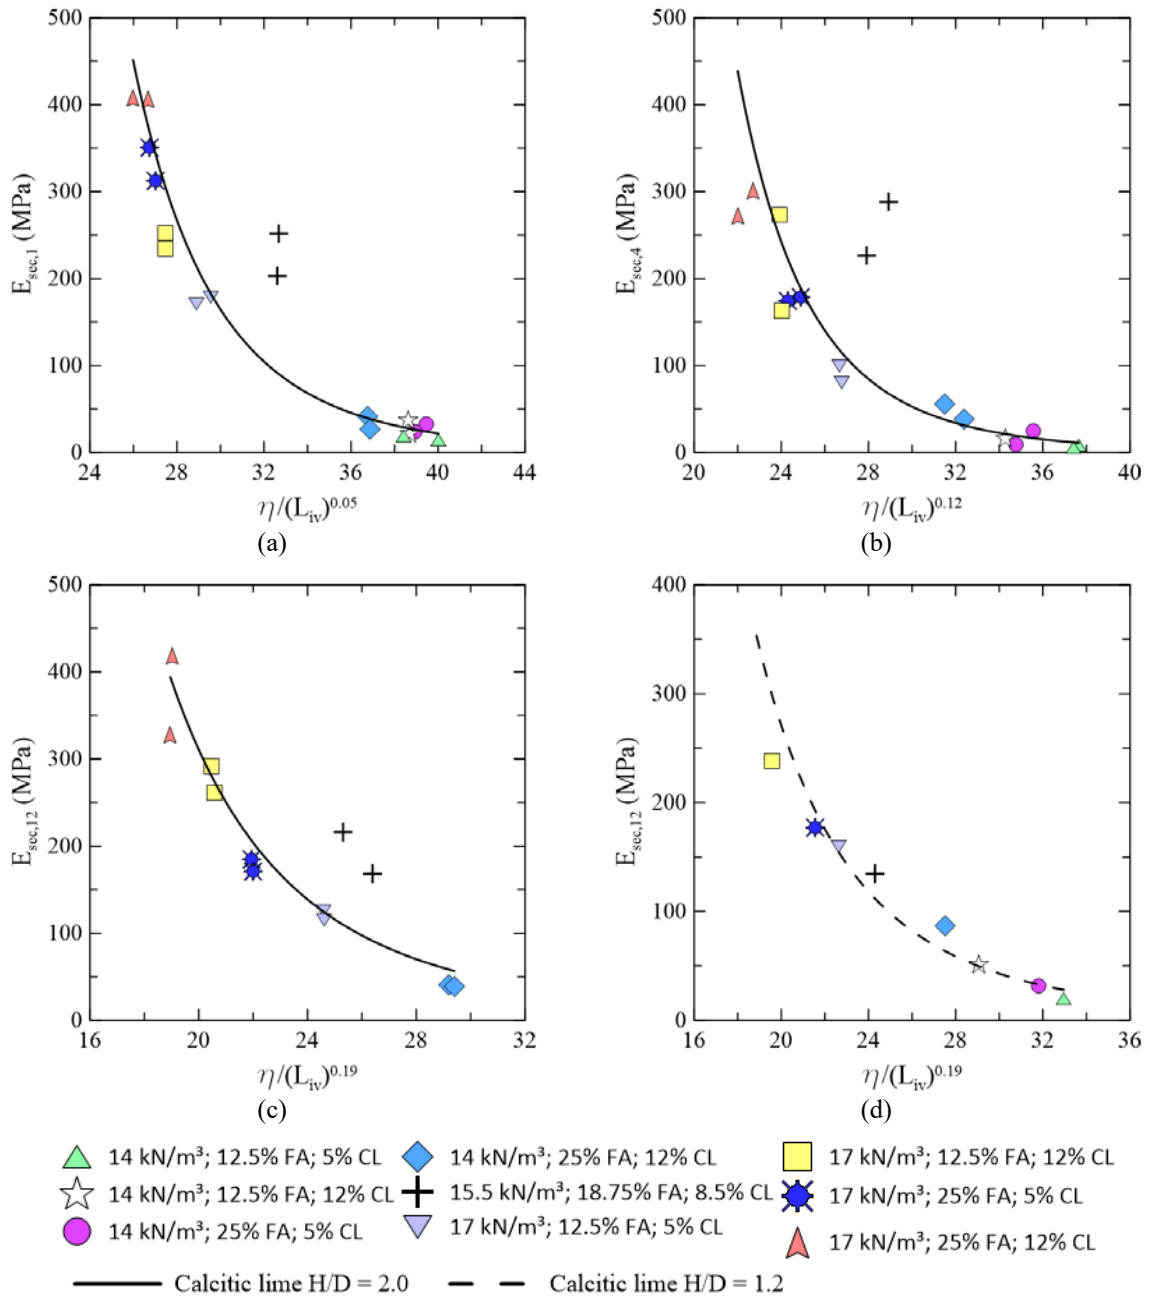 500
400
300
200
100
0
E_sec,1 (MPa)
24 28 32 36 40 44
η/(L_iv)^0.05
(a)
500
400
300
200
100
0
E_sec,4 (MPa)
20 24 28 32 36 40
η/(L_iv)^0.12
(b)
500
400
300
200
100
0
E_sec,12 (MPa)
16 20 24 28 32
η/(L_iv)^0.19
(c)
400
300
200
100
0
E_sec,12 (MPa)
16 20 24 28 32 36
η/(L_iv)^0.19
(d)
14 kN/m³; 12.5% FA; 5% CL
14 kN/m³; 12.5% FA; 12% CL
14 kN/m³; 25% FA; 5% CL
14 kN/m³; 25% FA; 12% CL
15.5 kN/m³; 18.75% FA; 8.5% CL
17 kN/m³; 12.5% FA; 5% CL
17 kN/m³; 12.5% FA; 12% CL
17 kN/m³; 25% FA; 5% CL
17 kN/m³; 25% FA; 12% CL
Calcitic lime H/D = 2.0
Calcitic lime H/D = 1.2